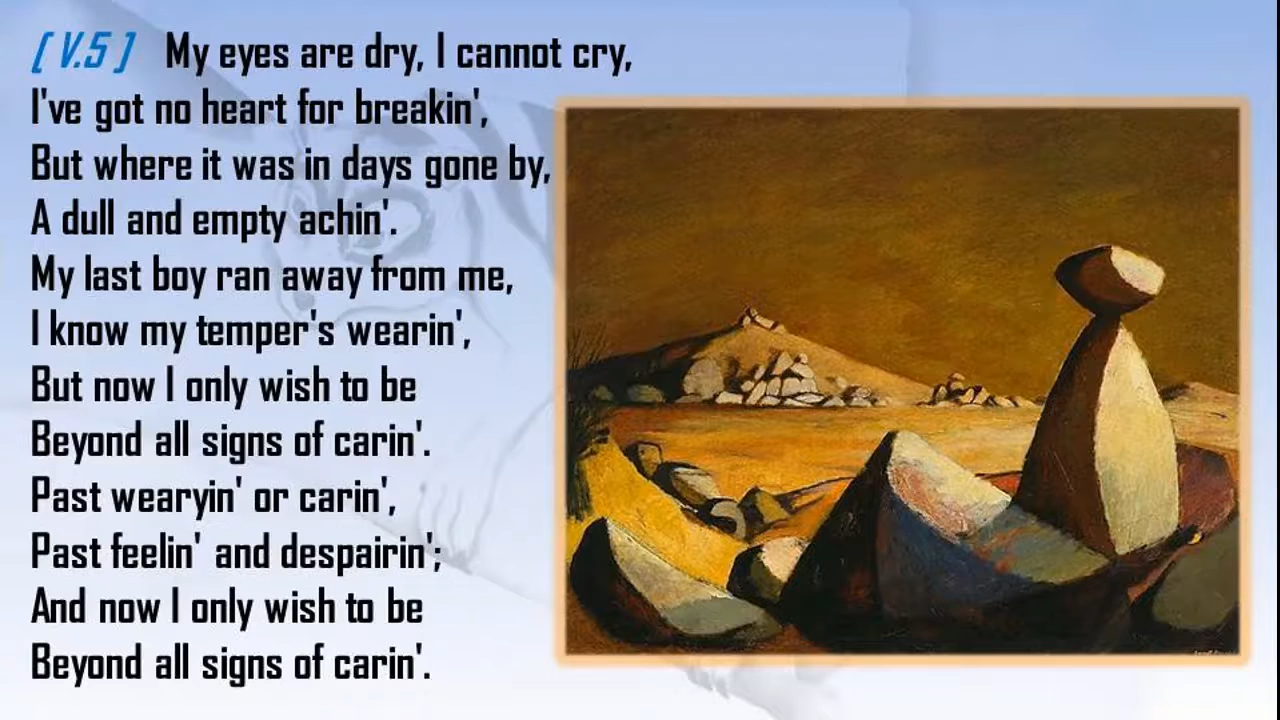 [ V.5 ] My eyes are dry, I cannot cry,
I've got no heart for breakin',
But where it was in days gone by,
A dull and empty achin'.
My last boy ran away from me,
I know my temper's wearin',
But now I only wish to be
Beyond all signs of carin'.
Past wearyin' or carin',
Past feelin' and despairin';
And now I only wish to be
Beyond all signs of carin'.